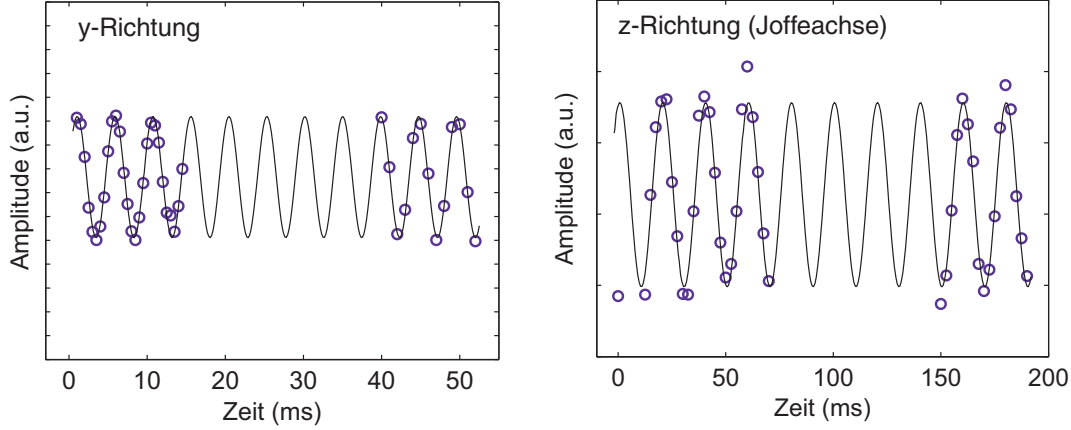 y-Richtung
Amplitude (a.u.)
0 10 20 30 40 50
Zeit (ms)
z-Richtung (Joffeachse)
Amplitude (a.u.)
0 50 100 150 200
Zeit (ms)